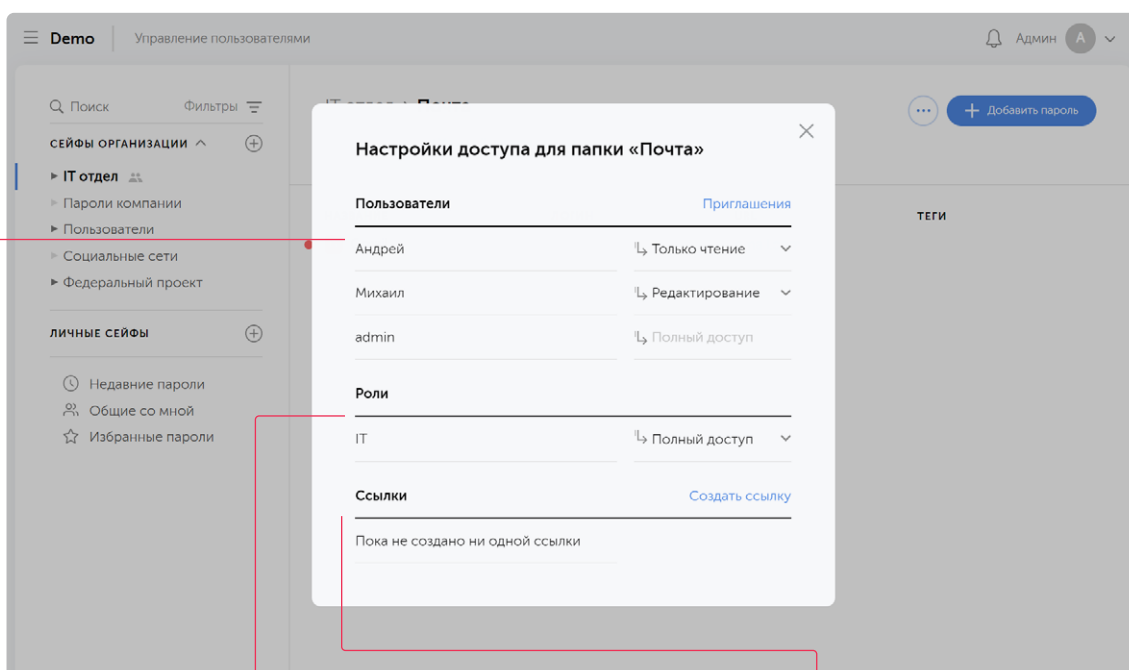 Demo Управление пользователями
Админ А
Поиск Фильтры
СЕЙФЫ ОРГАНИЗАЦИИ
IT отдел
Пароли компании
Пользователи
Социальные сети
Федеральный проект
ЛИЧНЫЕ СЕЙФЫ
Недавние пароли
Общие со мной
Избранные пароли
IT отдел Почта
Добавить пароль
ТЕГИ
Настройки доступа для папки «Почта»
Пользователи Приглашения
Андрей Только чтение
Михаил Редактирование
admin Полный доступ
Роли
IT Полный доступ
Ссылки Создать ссылку
Пока не создано ни одной ссылки